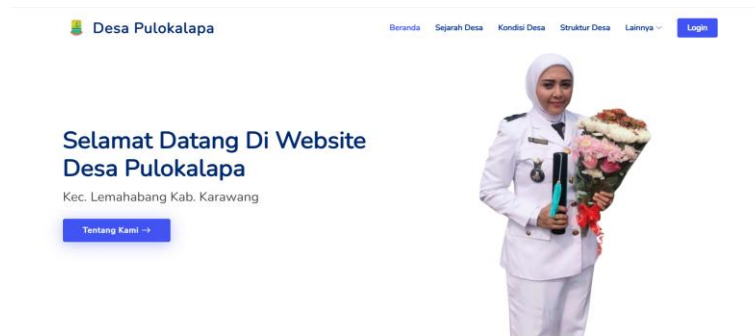 Desa Pulokalapa
Beranda Sejarah Desa Kondisi Desa Struktur Desa Lainnya Login
Selamat Datang Di Website
Desa Pulokalapa
Kec. Lemahabang Kab. Karawang
Tentang Kami →